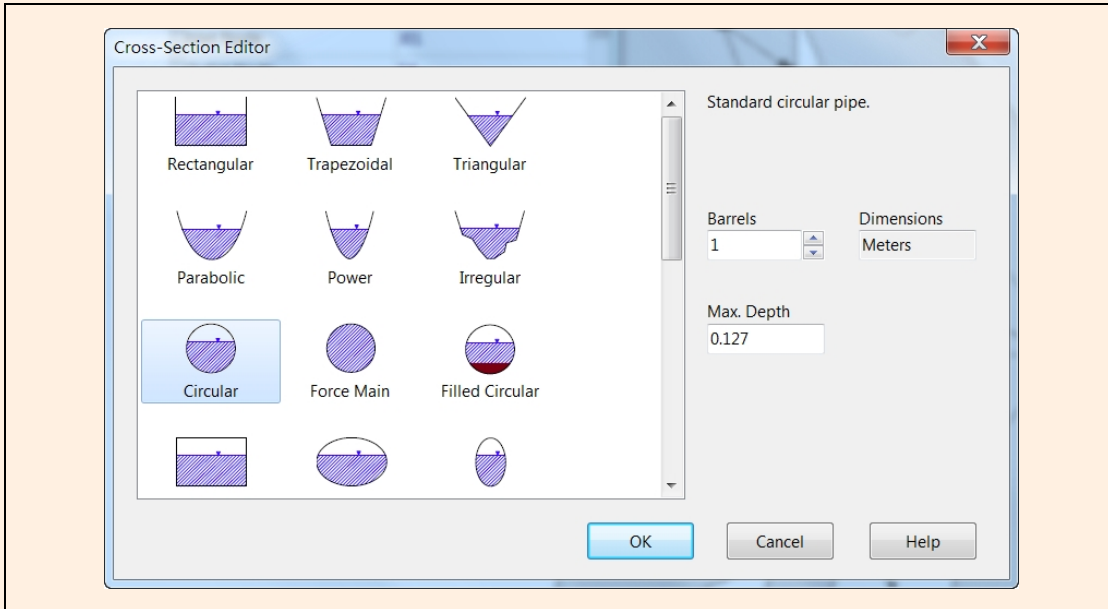 Cross-Section Editor
Rectangular Trapezoidal Triangular
Parabolic Power Irregular
Circular Force Main Filled Circular
Standard circular pipe.
Barrels Dimensions
1 Meters
Max. Depth
0.127
OK Cancel Help